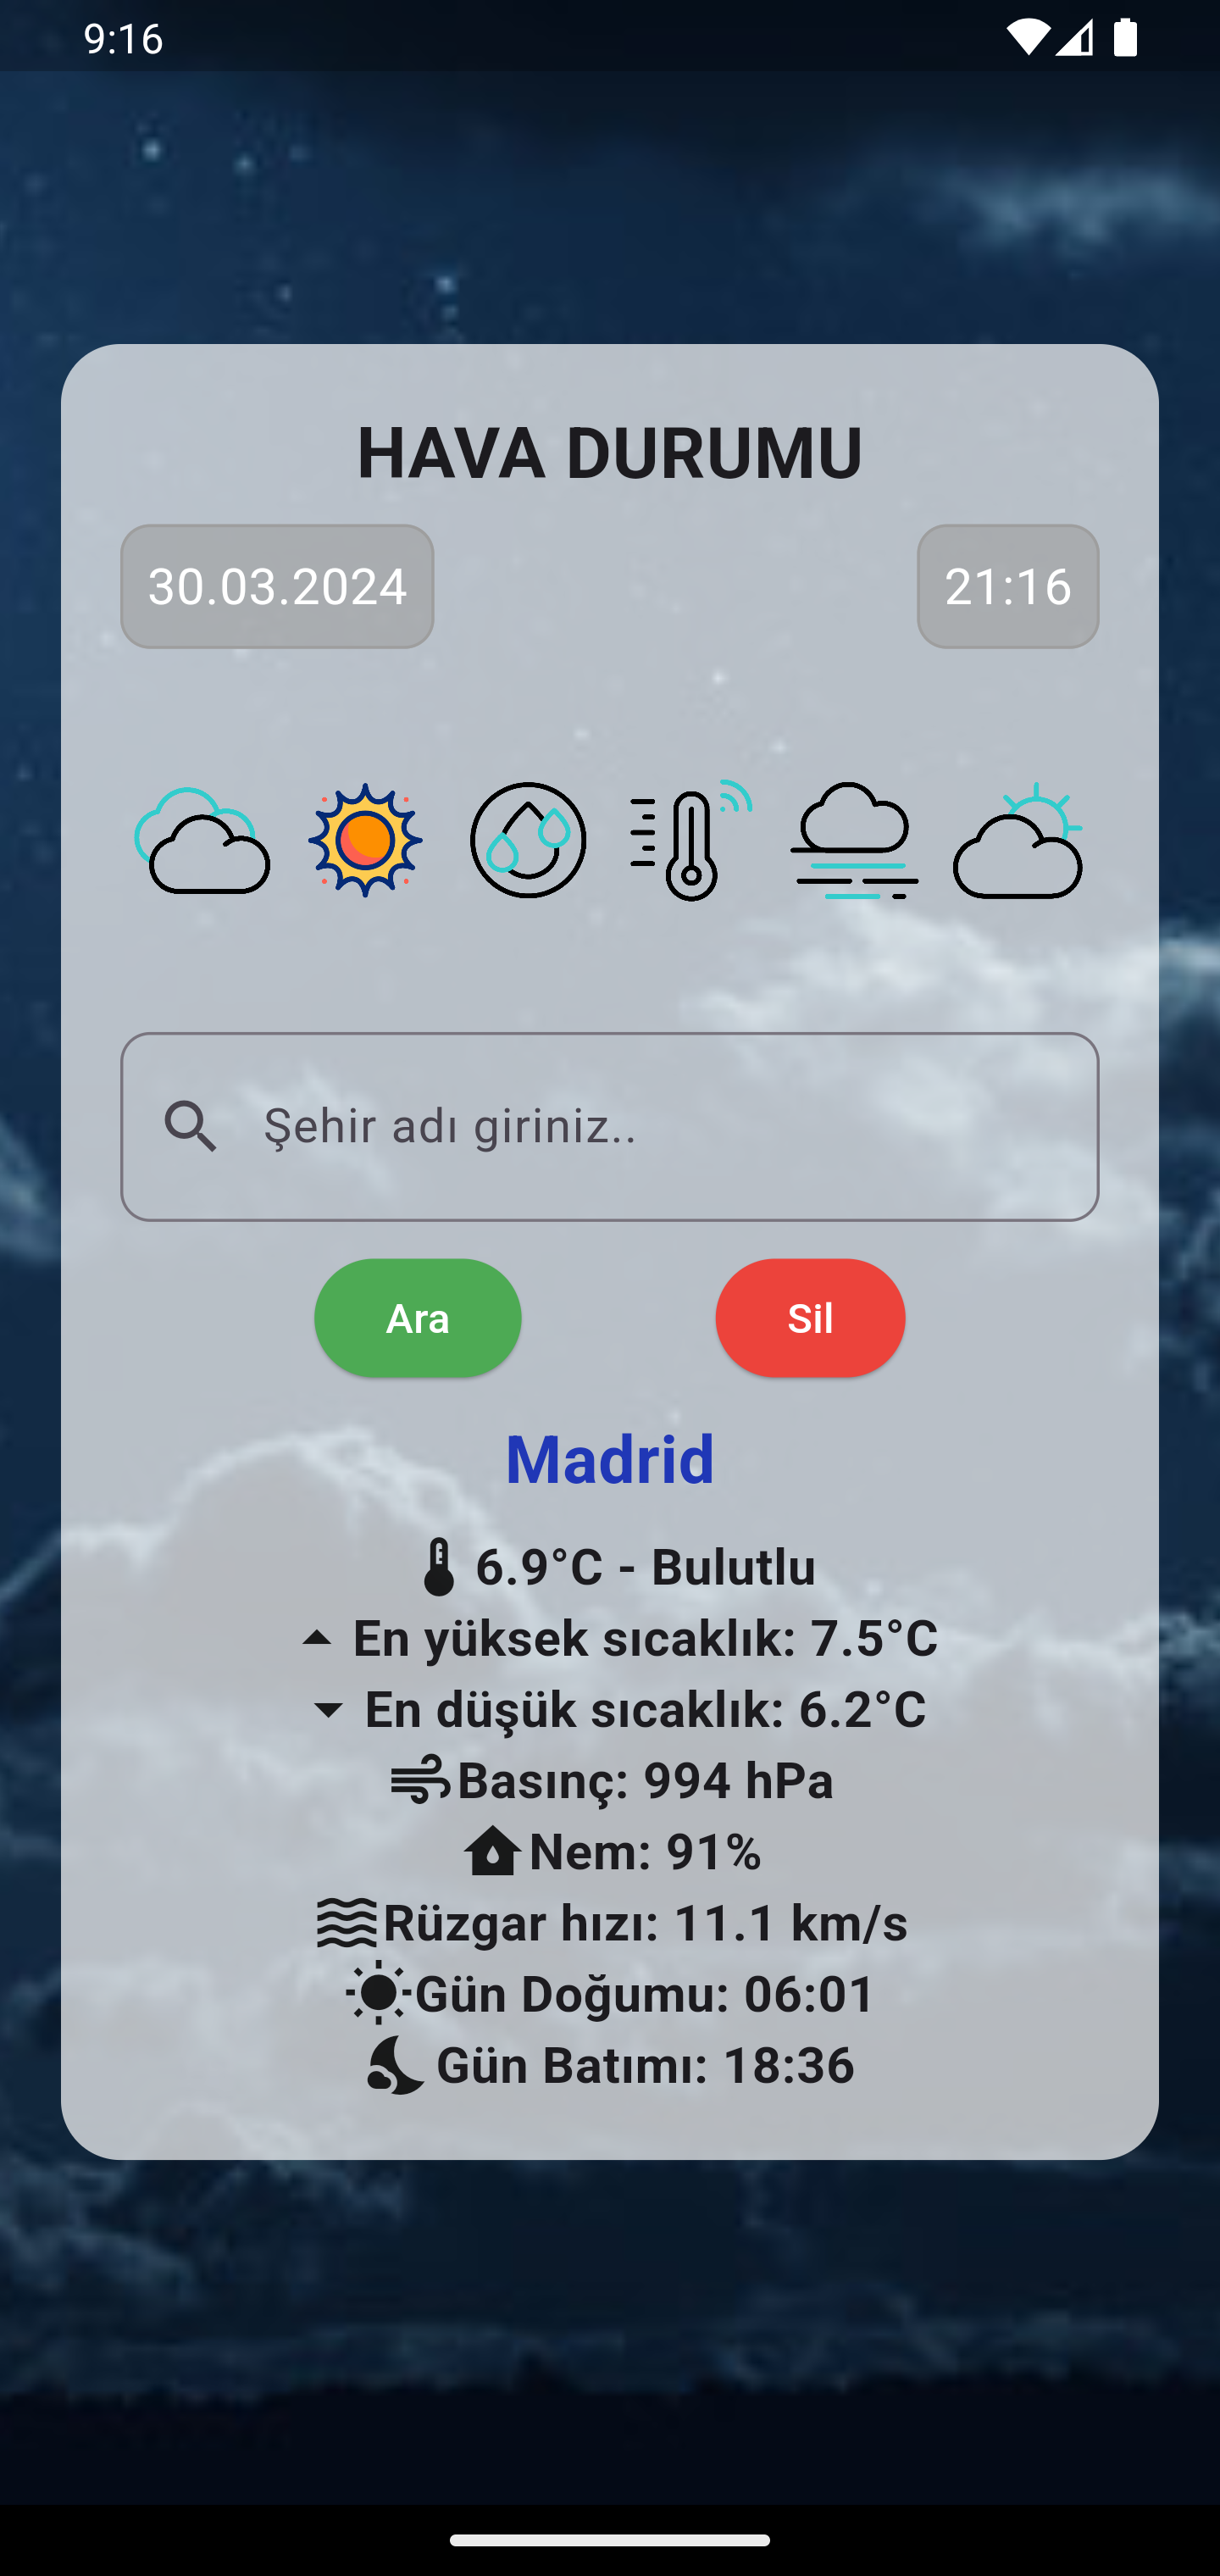 9:16
HAVA DURUMU
30.03.2024
21:16
Şehir adı giriniz..
Ara
Sil
Madrid
6.9°C - Bulutlu
En yüksek sıcaklık: 7.5°C
En düşük sıcaklık: 6.2°C
Basınç: 994 hPa
Nem: 91%
Rüzgar hızı: 11.1 km/s
Gün Doğumu: 06:01
Gün Batımı: 18:36